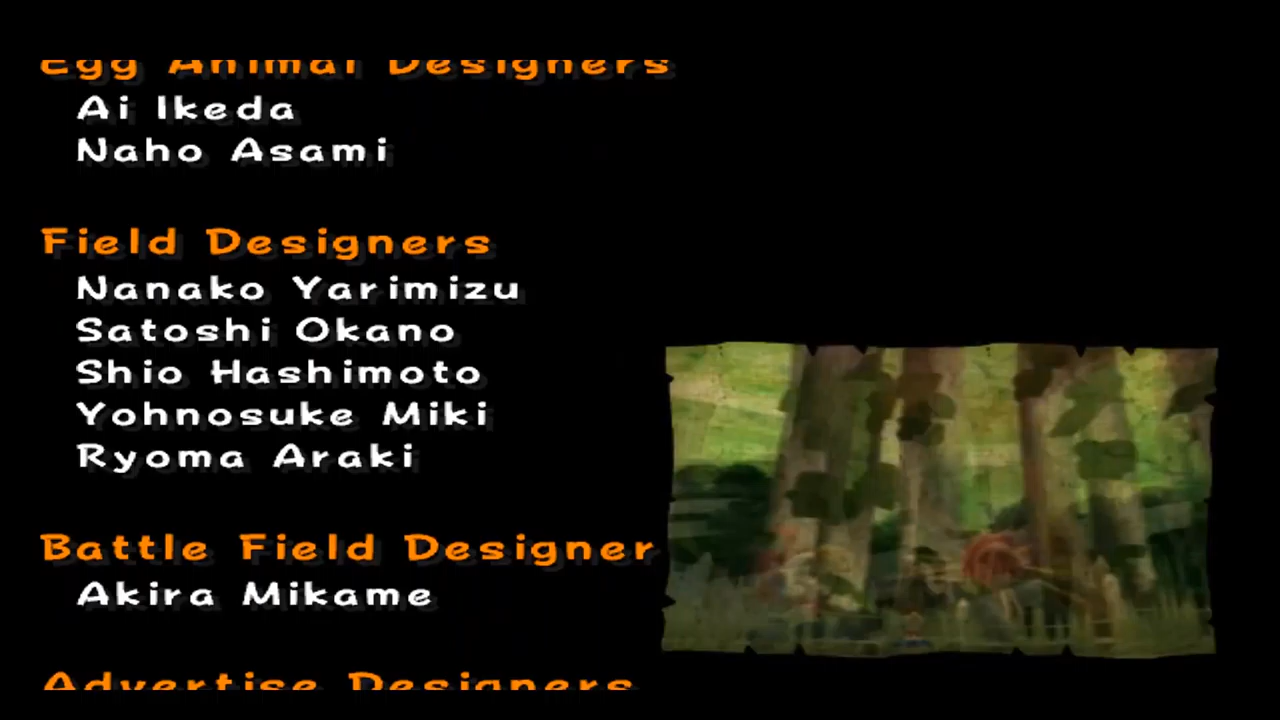 Egg Animal Designers
Ai Ikeda
Naho Asami
Field Designers
Nanako Yarimizu
Satoshi Okano
Shio Hashimoto
Yohnosuke Miki
Ryoma Araki
Battle Field Designer
Akira Mikame
Advertise Designers